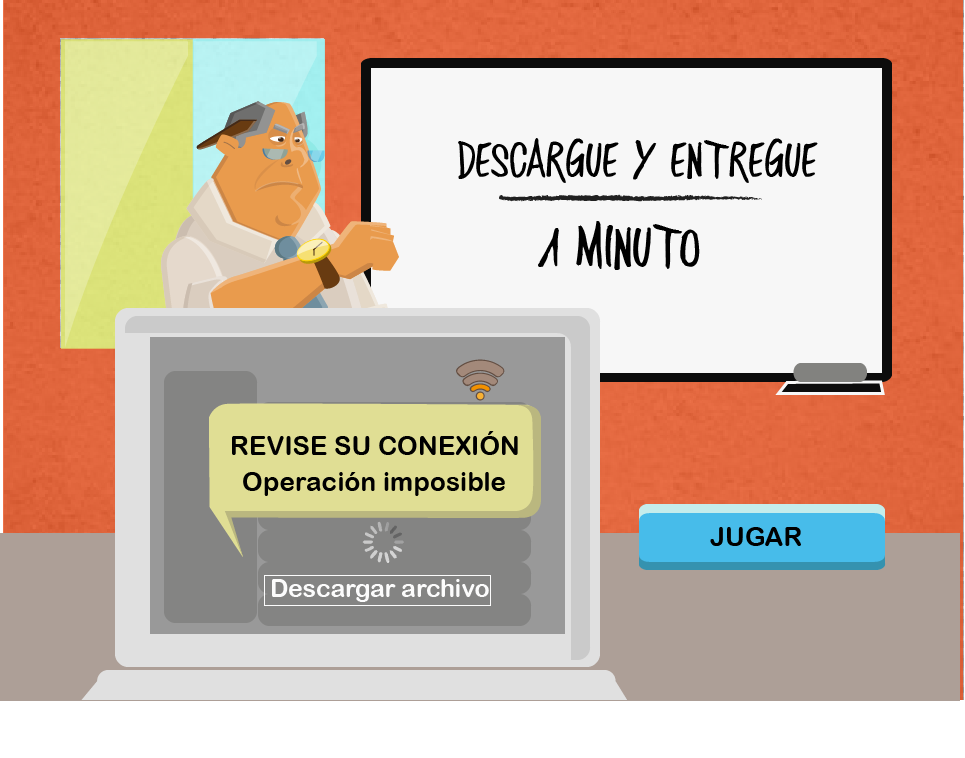 DESCARGUE Y ENTREGUE
1 MINUTO
REVISE SU CONEXIÓN
Operación imposible
Descargar archivo
JUGAR